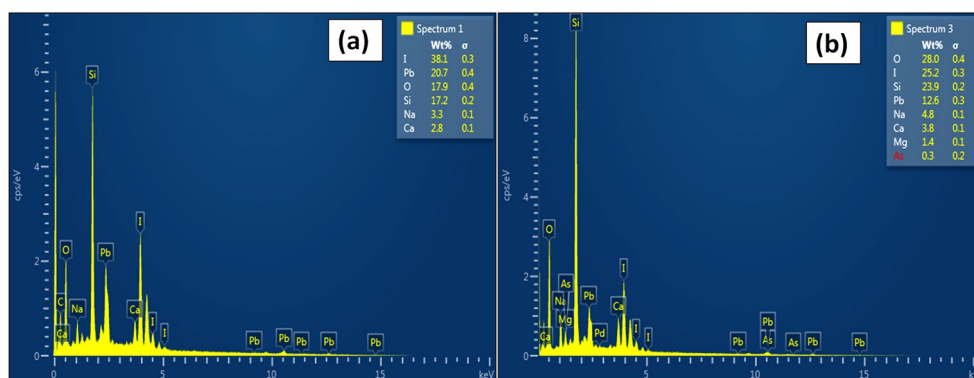 (a)
Spectrum 1
Wt% σ
I 38.1 0.3
Pb 20.7 0.4
O 17.9 0.4
Si 17.2 0.2
Na 3.3 0.1
Ca 2.8 0.1
cps/eV
6
4
2
0
Si
I
O
Pb
C
Na
Ca
Ca
I
I
Pb
Pb
Pb
Pb
Pb
0 5 10 15 keV
(b)
Spectrum 3
Wt% σ
O 28.0 0.4
I 25.2 0.3
Si 23.9 0.2
Pb 12.6 0.3
Na 4.8 0.1
Ca 3.8 0.1
Mg 1.4 0.1
As 0.3 0.2
cps/eV
8
6
4
2
0
Si
O
As
Na
Mg
Ca
Pb
Pd
I
Ca
I
I
Pb
Pb
As
As
Pb
Pb
5 10 15 keV